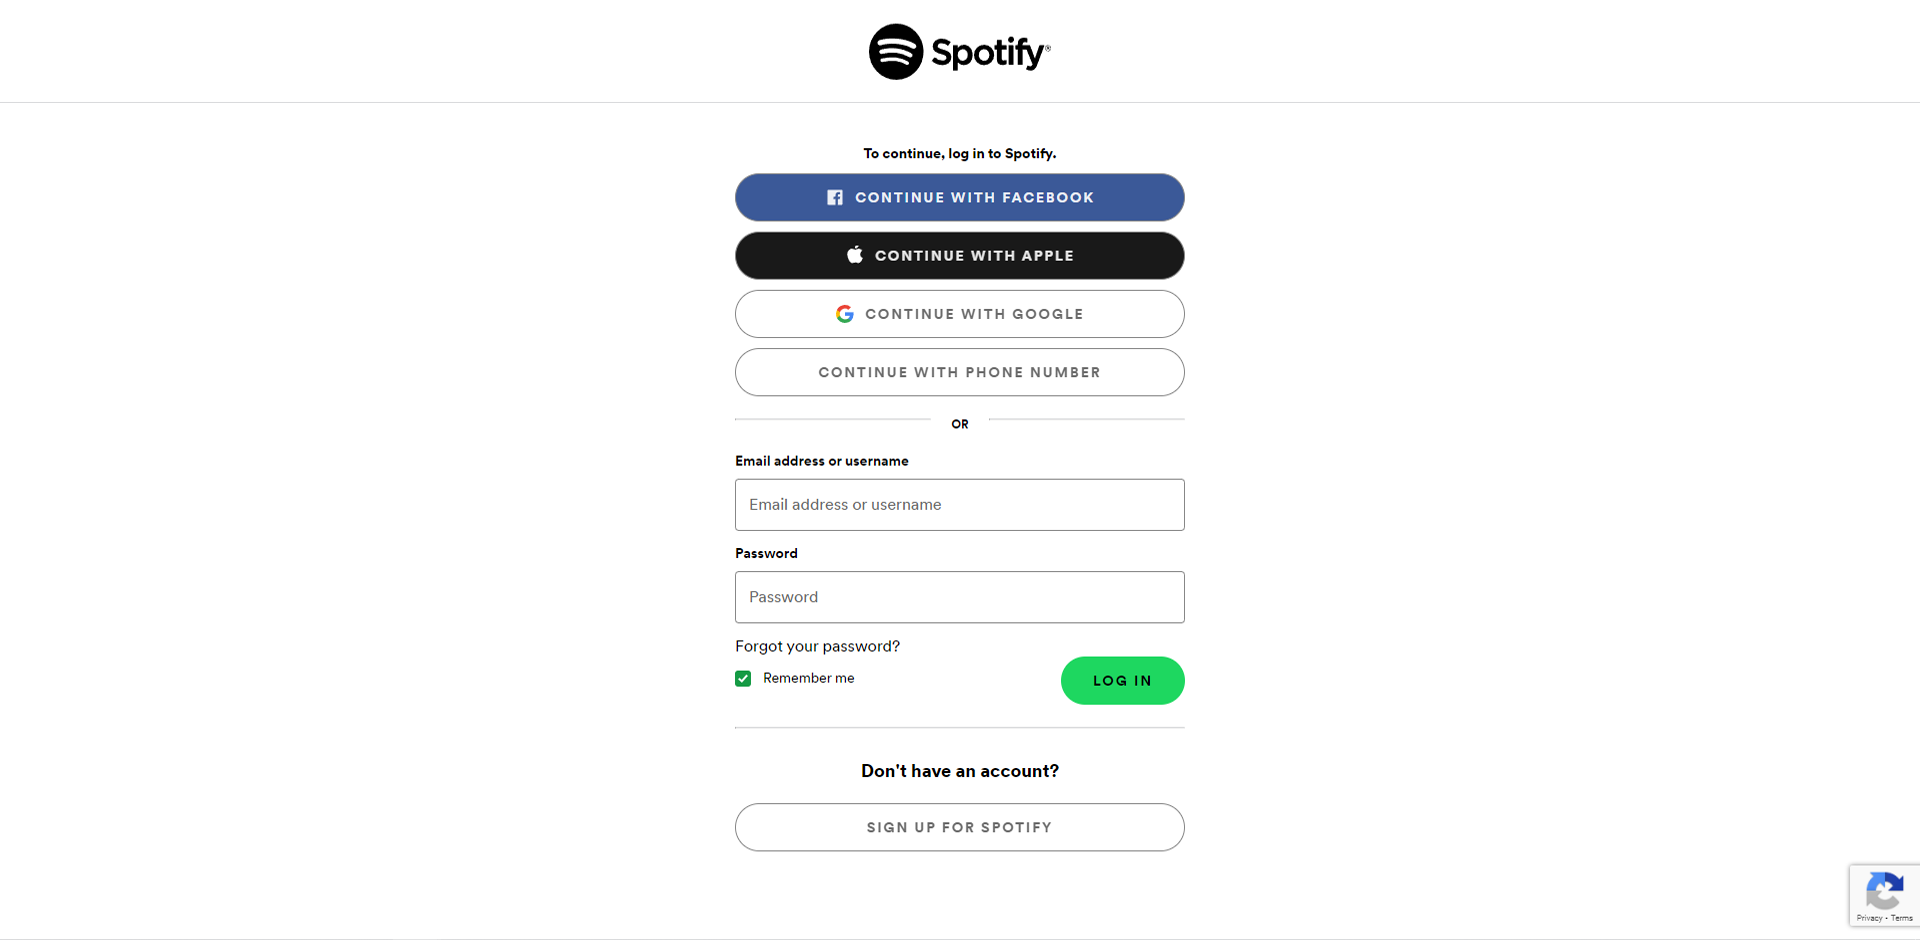 Spotify®
To continue, log in to Spotify.
CONTINUE WITH FACEBOOK
CONTINUE WITH APPLE
CONTINUE WITH GOOGLE
CONTINUE WITH PHONE NUMBER
OR
Email address or username
Email address or username
Password
Password
Forgot your password?
Remember me
LOG IN
Don't have an account?
SIGN UP FOR SPOTIFY
Privacy - Terms